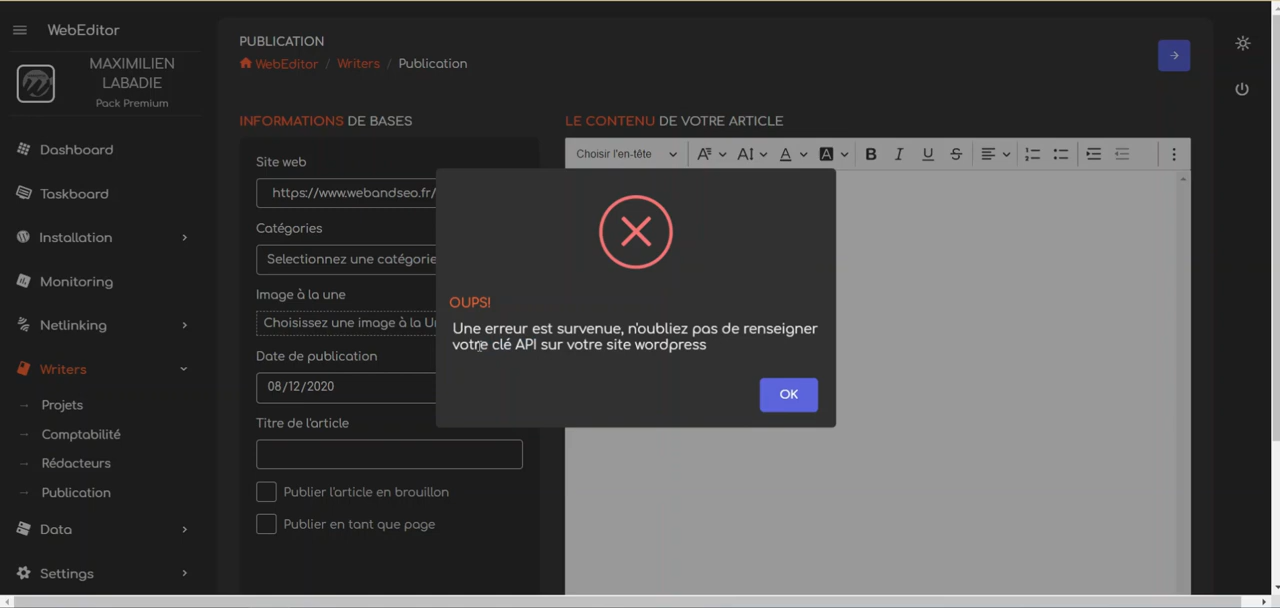 WebEditor
MAXIMILIEN
LABADIE
Pack Premium
Dashboard
Taskboard
Installation
Monitoring
Netlinking
Writers
Projets
Comptabilité
Rédacteurs
Publication
Data
Settings
PUBLICATION
WebEditor / Writers / Publication
INFORMATIONS DE BASES
Site web
https://www.webandseo.fr/
Catégories
Selectionnez une catégorie
Image à la une
Choisissez une image à la
Date de publication
08/12/2020
Titre de l'article
Publier l'article en brouillon
Publier en tant que page
LE CONTENU DE VOTRE ARTICLE
Choisir l'en-tête
OUPS!
Une erreur est survenue, n'oubliez pas de renseigner
votre clé API sur votre site wordpress
OK